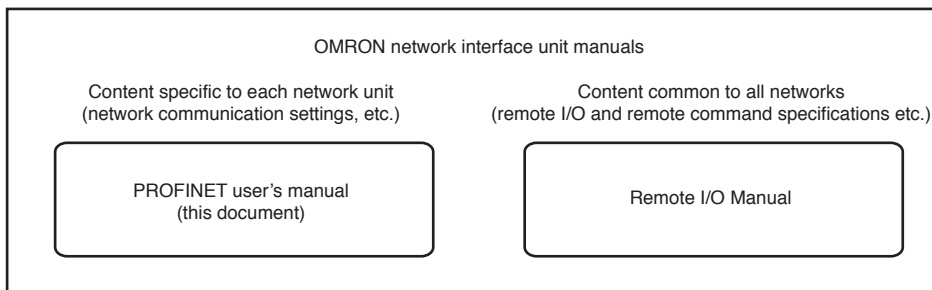 OMRON network interface unit manuals
Content specific to each network unit
(network communication settings, etc.)
PROFINET user's manual
(this document)
Content common to all networks
(remote I/O and remote command specifications etc.)
Remote I/O Manual